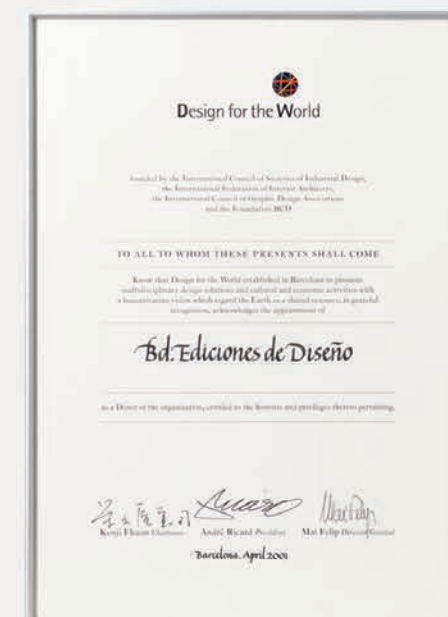 Design for the World
founded by the International Council of Societies of Industrial Design,
the International Federation of Interior Architects,
the International Council of Graphic Design Associations
and the Foundation BCD
TO ALL TO WHOM THESE PRESENTS SHALL COME
Know that Design for the World established in Barcelona to promote
multidisciplinary design solutions and cultural and economic activities with
a humanitarian vision which regard the Earth as a shared resource, in grateful
recognition, acknowledges the appointment of
Bd. Ediciones de Diseño
as a Donor of the organization, entitled to the honours and privileges thereto pertaining.
Kenji Ekuan Chairman André Ricard President Mai Felip Director General
Barcelona, April 2001